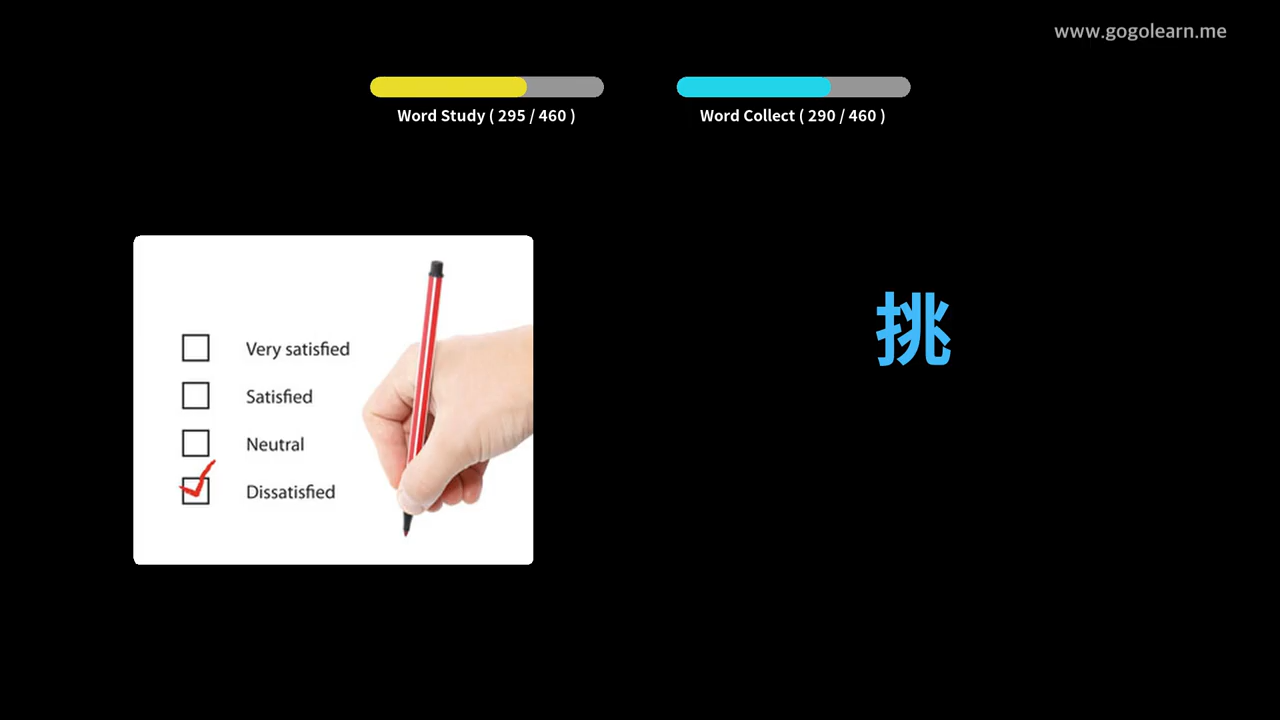 www.gogolearn.me
Word Study ( 295 / 460 )
Word Collect ( 290 / 460 )
挑
Very satisfied
Satisfied
Neutral
Dissatisfied